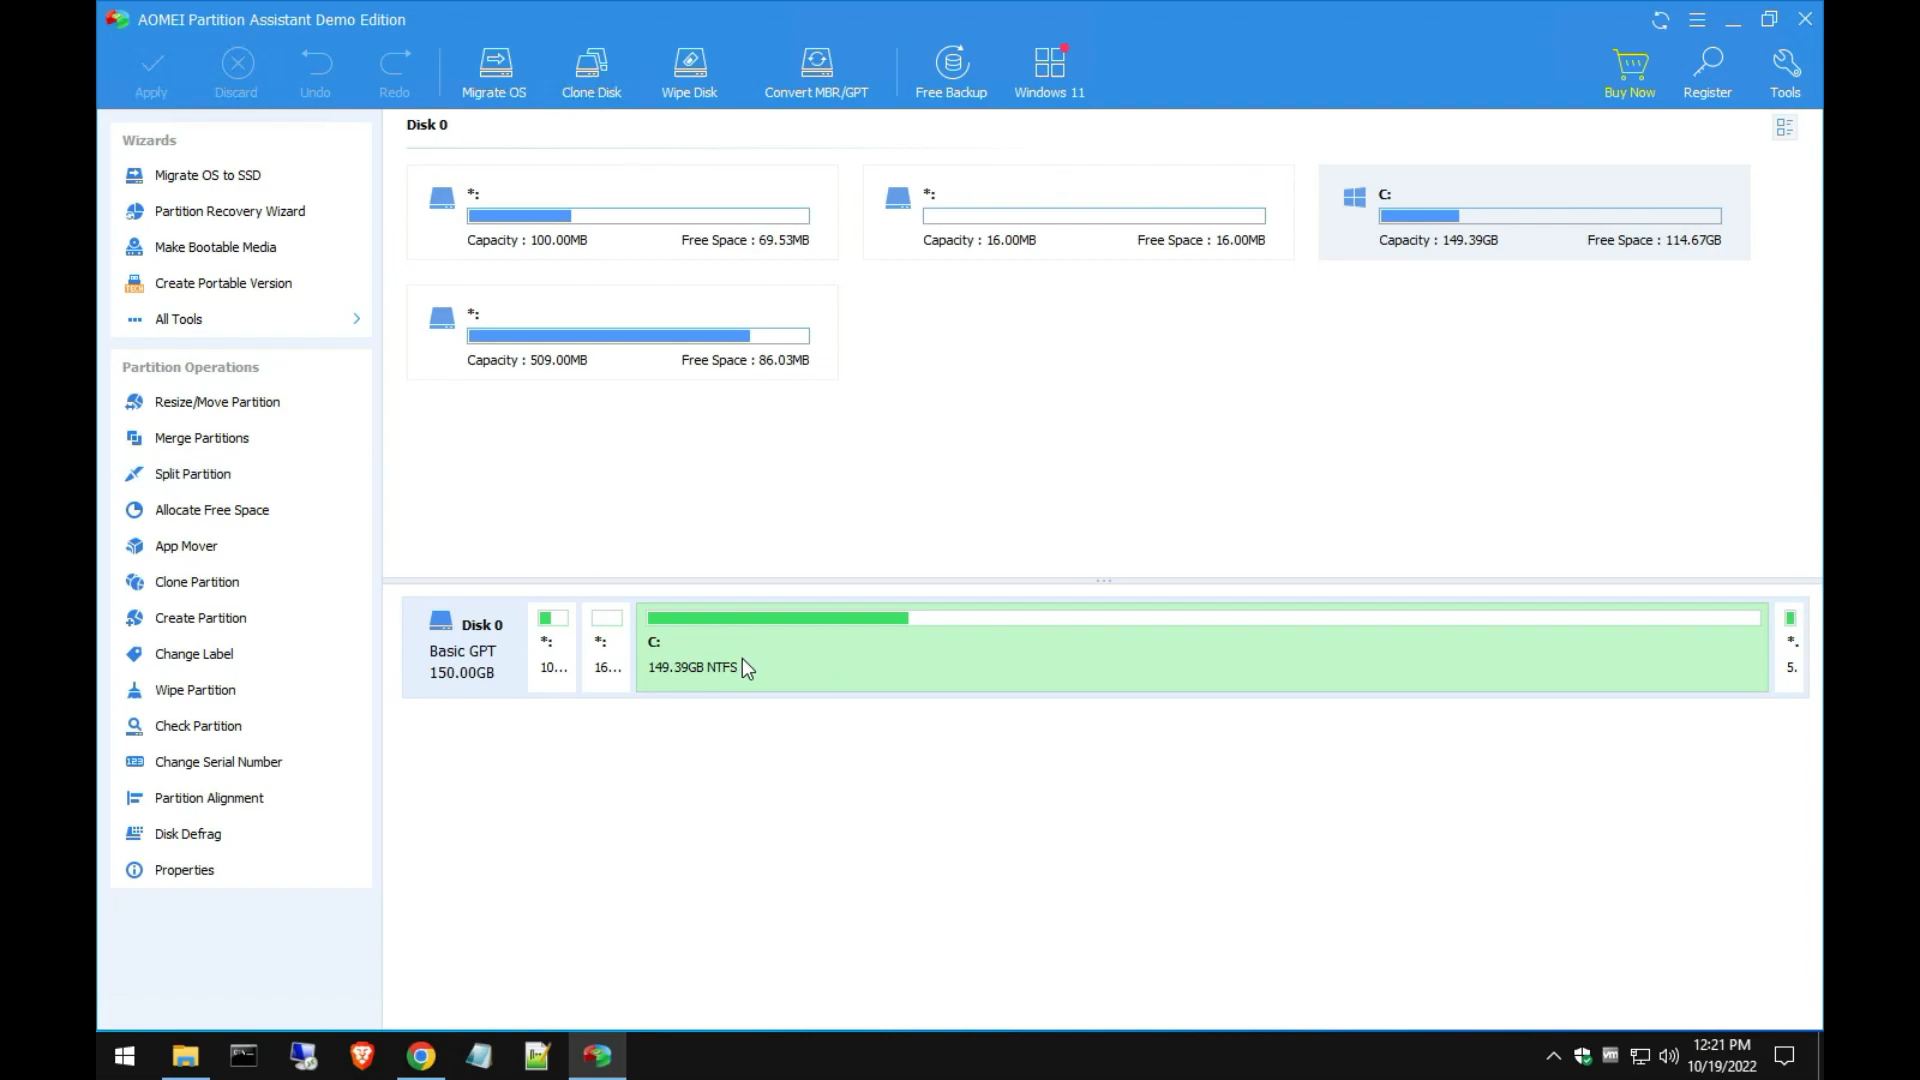 AOMEI Partition Assistant Demo Edition
Apply Discard Undo Redo Migrate OS Clone Disk Wipe Disk Convert MBR/GPT Free Backup Windows 11 Buy Now Register Tools
Wizards
Migrate OS to SSD
Partition Recovery Wizard
Make Bootable Media
Create Portable Version
All Tools
Partition Operations
Resize/Move Partition
Merge Partitions
Split Partition
Allocate Free Space
App Mover
Clone Partition
Create Partition
Change Label
Wipe Partition
Check Partition
Change Serial Number
Partition Alignment
Disk Defrag
Properties
Disk 0
*:
Capacity : 100.00MB Free Space : 69.53MB
*:
Capacity : 16.00MB Free Space : 16.00MB
C:
Capacity : 149.39GB Free Space : 114.67GB
*:
Capacity : 509.00MB Free Space : 86.03MB
Disk 0
Basic GPT
150.00GB
*:
10...
*:
16...
C:
149.39GB NTFS
*.
5.
12:21 PM
10/19/2022